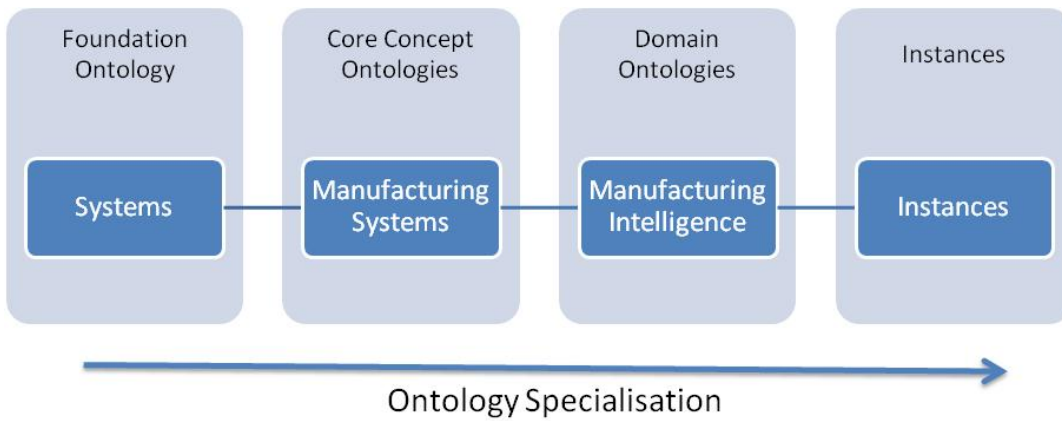 Foundation
Ontology
Core Concept
Ontologies
Domain
Ontologies
Instances
Systems
Manufacturing
Systems
Manufacturing
Intelligence
Instances
Ontology Specialisation